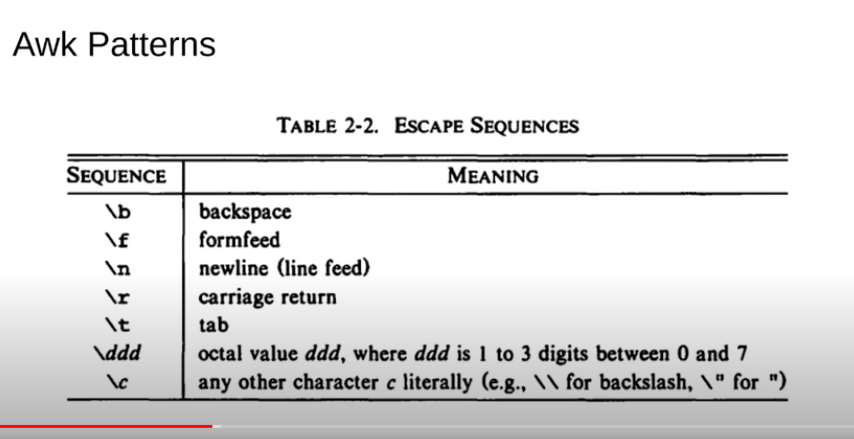 Awk Patterns
TABLE 2-2. ESCAPE SEQUENCES
SEQUENCE MEANING
\b backspace
\f formfeed
\n newline (line feed)
\r carriage return
\t tab
\ddd octal value ddd, where ddd is 1 to 3 digits between 0 and 7
\c any other character c literally (e.g., \\ for backslash, \" for ")